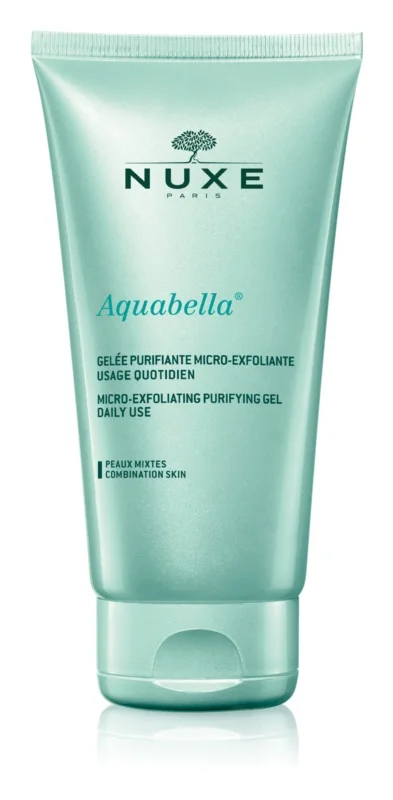 NUXE
PARIS
Aquabella®
GELÉE PURIFIANTE MICRO-EXFOLIANTE
USAGE QUOTIDIEN
MICRO-EXFOLIATING PURIFYING GEL
DAILY USE
PEAUX MIXTES
COMBINATION SKIN